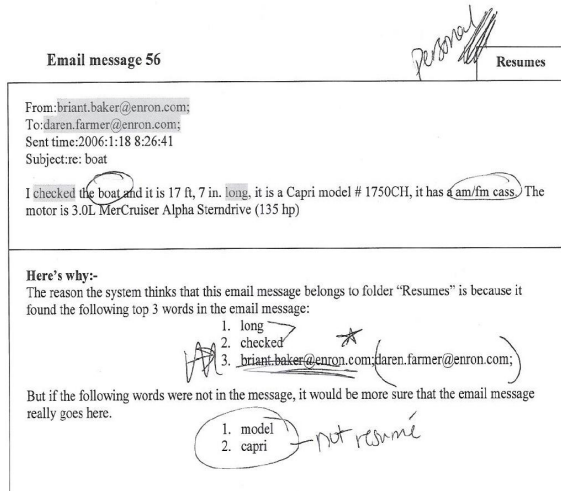 personal
Email message 56
Resumes
From:briant.baker@enron.com;
To:daren.farmer@enron.com;
Sent time:2006:1:18 8:26:41
Subject:re: boat
I checked the boat and it is 17 ft, 7 in. long, it is a Capri model # 1750CH, it has a am/fm cass. The
motor is 3.0L MerCruiser Alpha Sterndrive (135 hp)
Here's why:-
The reason the system thinks that this email message belongs to folder “Resumes” is because it
found the following top 3 words in the email message:
1. long
2. checked
3. briant.baker@enron.com;daren.farmer@enron.com;
But if the following words were not in the message, it would be more sure that the email message
really goes here.
1. model
2. capri
not resumé